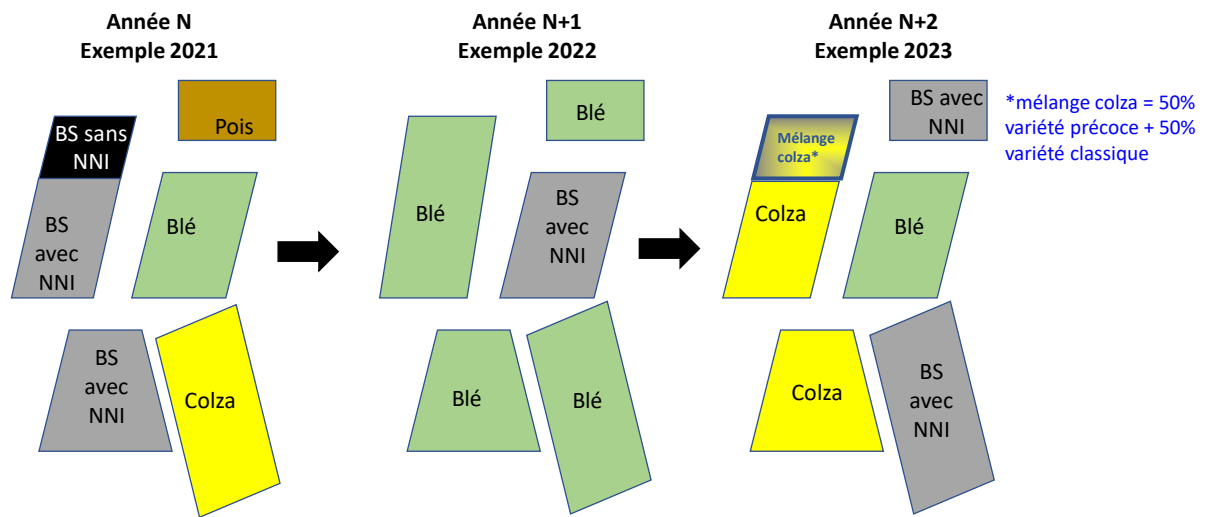 Année N
Exemple 2021
BS sans
NNI
Pois
BS
avec
NNI
Blé
BS
avec
NNI
Colza
Année N+1
Exemple 2022
Blé
Blé
BS
avec
NNI
Blé
Blé
Année N+2
Exemple 2023
BS avec
NNI
Mélange
colza*
Colza
Blé
Colza
BS
avec
NNI
*mélange colza = 50%
variété précoce + 50%
variété classique